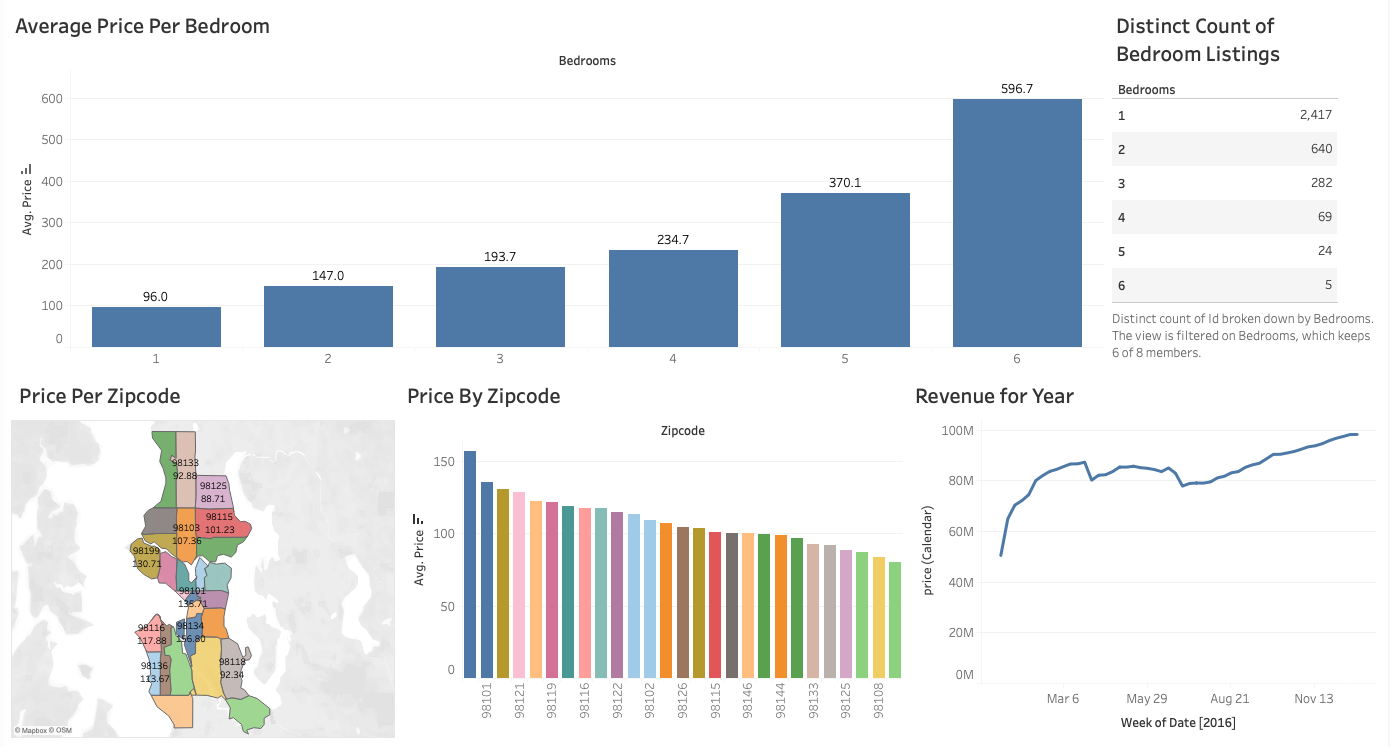 Average Price Per Bedroom
Bedrooms
Avg. Price
600
500
400
300
200
100
0
96.0
147.0
193.7
234.7
370.1
596.7
1
2
3
4
5
6
Distinct Count of
Bedroom Listings
Bedrooms
1 2,417
2 640
3 282
4 69
5 24
6 5
Distinct count of Id broken down by Bedrooms.
The view is filtered on Bedrooms, which keeps
6 of 8 members.
Price Per Zipcode
98133
92.88
98125
88.71
98115
101.23
98103
107.36
98199
130.71
98101
135.71
98116
117.88
98134
156.80
98136
113.67
98118
92.34
© Mapbox © OSM
Price By Zipcode
Zipcode
Avg. Price
150
100
50
0
98101
98121
98119
98116
98122
98102
98126
98115
98146
98144
98133
98125
98108
Revenue for Year
price (Calendar)
100M
80M
60M
40M
20M
0M
Mar 6
May 29
Aug 21
Nov 13
Week of Date [2016]